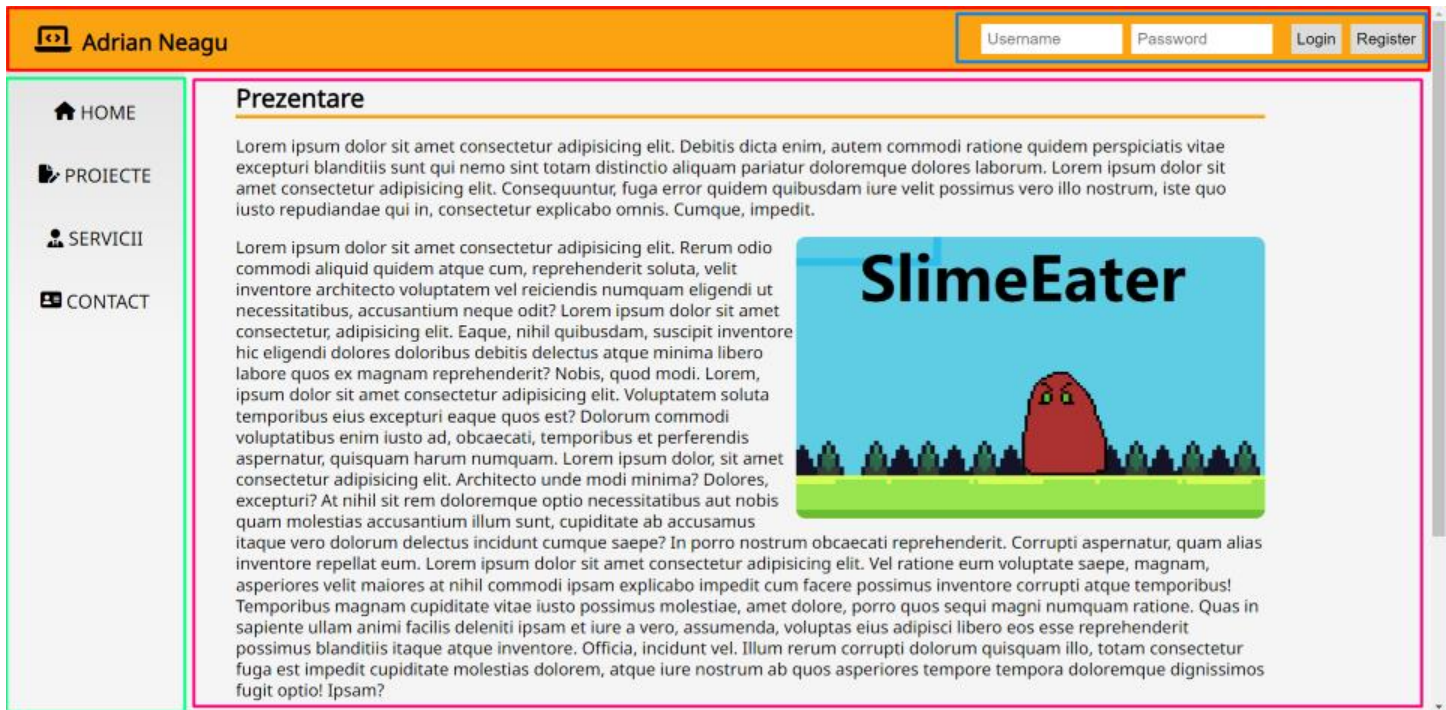 Adrian Neagu
Username
Password
Login
Register
HOME
PROIECTE
SERVICII
CONTACT
Prezentare
Lorem ipsum dolor sit amet consectetur adipisicing elit. Debitis dicta enim, autem commodi ratione quidem perspiciatis vitae
excepturi blanditiis sunt qui nemo sint totam distinctio aliquam pariatur doloremque dolores laborum. Lorem ipsum dolor sit
amet consectetur adipisicing elit. Consequuntur, fuga error quidem quibusdam iure velit possimus vero illo nostrum, iste quo
iusto repudiandae qui in, consectetur explicabo omnis. Cumque, impedit.
Lorem ipsum dolor sit amet consectetur adipisicing elit. Rerum odio
commodi aliquid quidem atque cum, reprehenderit soluta, velit
inventore architecto voluptatem vel reiciendis numquam eligendi ut
necessitatibus, accusantium neque odit? Lorem ipsum dolor sit amet
consectetur, adipisicing elit. Eaque, nihil quibusdam, suscipit inventore
hic eligendi dolores doloribus debitis delectus atque minima libero
labore quos ex magnam reprehenderit? Nobis, quod modi. Lorem,
ipsum dolor sit amet consectetur adipisicing elit. Voluptatem soluta
temporibus eius excepturi eaque quos est? Dolorum commodi
voluptatibus enim iusto ad, obcaecati, temporibus et perferendis
aspernatur, quisquam harum numquam. Lorem ipsum dolor, sit amet
consectetur adipisicing elit. Architecto unde modi minima? Dolores,
excepturi? At nihil sit rem doloremque optio necessitatibus aut nobis
quam molestias accusantium illum sunt, cupiditate ab accusamus
itaque vero dolorum delectus incidunt cumque saepe? In porro nostrum obcaecati reprehenderit. Corrupti aspernatur, quam alias
inventore repellat eum. Lorem ipsum dolor sit amet consectetur adipisicing elit. Vel ratione eum voluptate saepe, magnam,
asperiores velit maiores at nihil commodi ipsam explicabo impedit cum facere possimus inventore corrupti atque temporibus!
Temporibus magnam cupiditate vitae iusto possimus molestiae, amet dolore, porro quos sequi magni numquam ratione. Quas in
sapiente ullam animi facilis deleniti ipsam et iure a vero, assumenda, voluptas eius adipisci libero eos esse reprehenderit
possimus blanditiis itaque atque inventore. Officia, incidunt vel. Illum rerum corrupti dolorum quisquam illo, totam consectetur
fuga est impedit cupiditate molestias dolorem, atque iure nostrum ab quos asperiores tempore tempora doloremque dignissimos
fugit optio! Ipsam?
SlimeEater